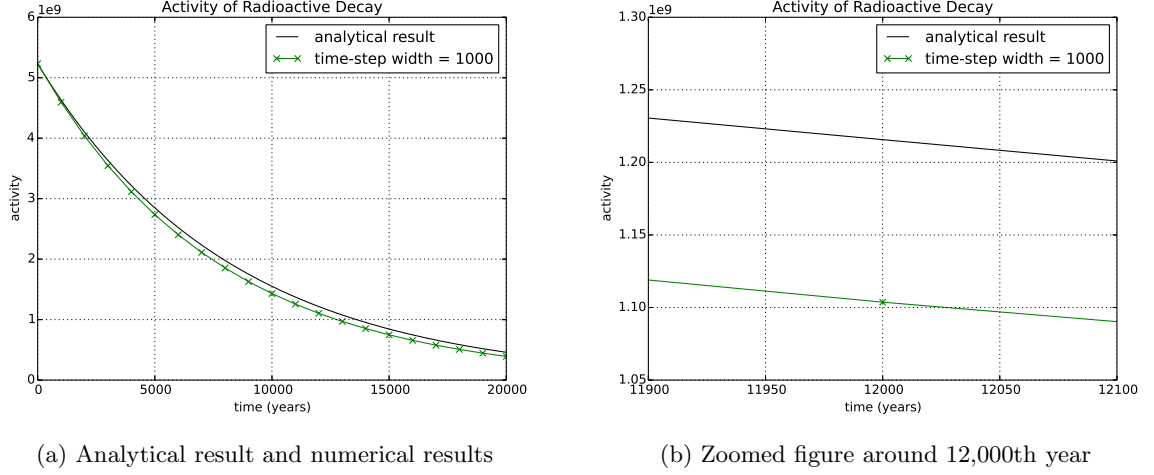 Activity of Radioactive Decay
1e9
analytical result
time-step width = 1000
activity
6
5
4
3
2
1
0
0 5000 10000 15000 20000
time (years)
(a) Analytical result and numerical results
Activity of Radioactive Decay
1e9
analytical result
time-step width = 1000
activity
1.30
1.25
1.20
1.15
1.10
1.05
11900 11950 12000 12050 12100
time (years)
(b) Zoomed figure around 12,000th year